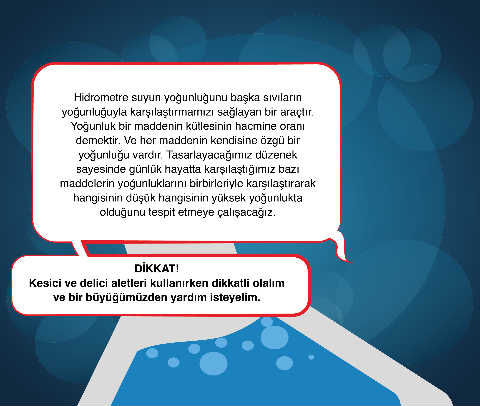 Hidrometre suyun yoğunluğunu başka sıvıların
yoğunluğuyla karşılaştırmamızı sağlayan bir araçtır.
Yoğunluk bir maddenin kütlesinin hacmine oranı
demektir. Ve her maddenin kendisine özgü bir
yoğunluğu vardır. Tasarlayacağımız düzenek
sayesinde günlük hayatta karşılaştığımız bazı
maddelerin yoğunluklarını birbirleriyle karşılaştırarak
hangisinin düşük hangisinin yüksek yoğunlukta
olduğunu tespit etmeye çalışacağız.
DİKKAT!
Kesici ve delici aletleri kullanırken dikkatli olalım
ve bir büyüğümüzden yardım isteyelim.